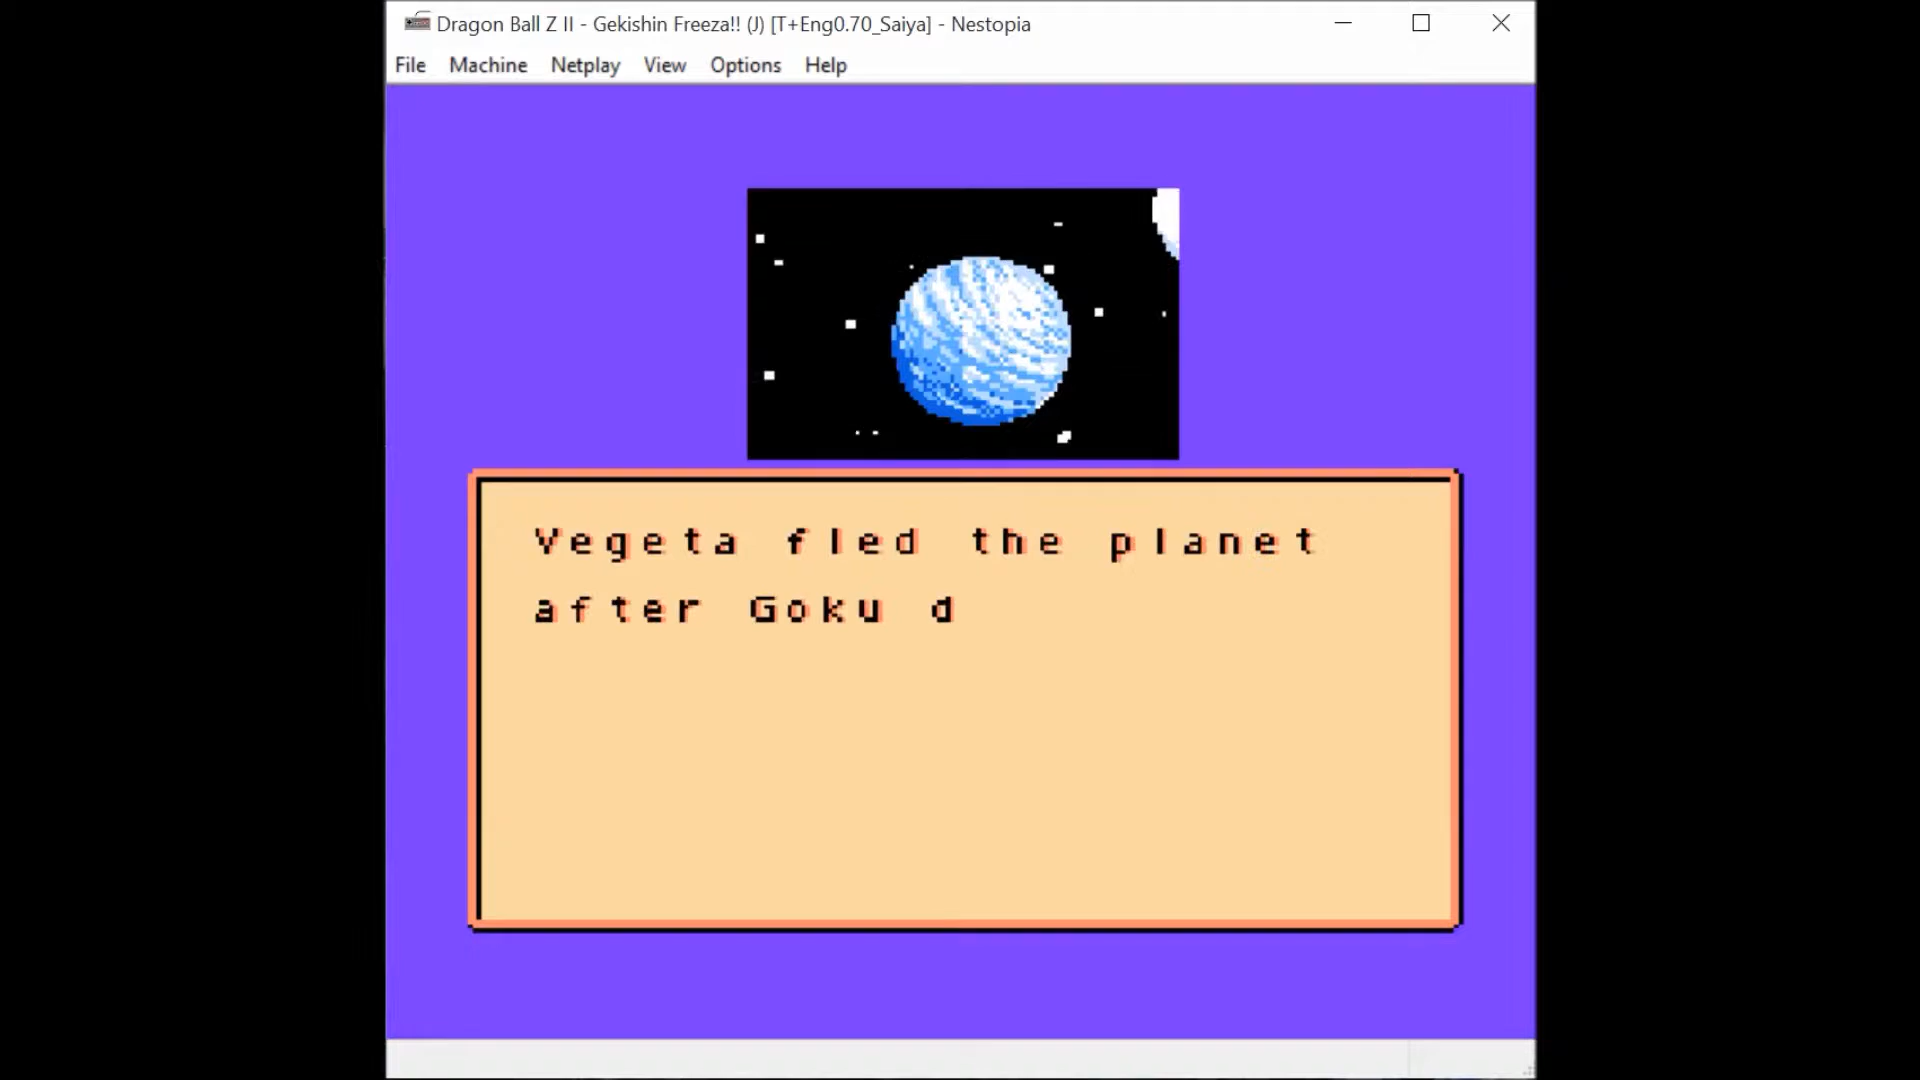 Dragon Ball Z II - Gekishin Freeza!! (J) [T+Eng0.70_Saiya] - Nestopia
File Machine Netplay View Options Help
Vegeta fled the planet
after Goku d